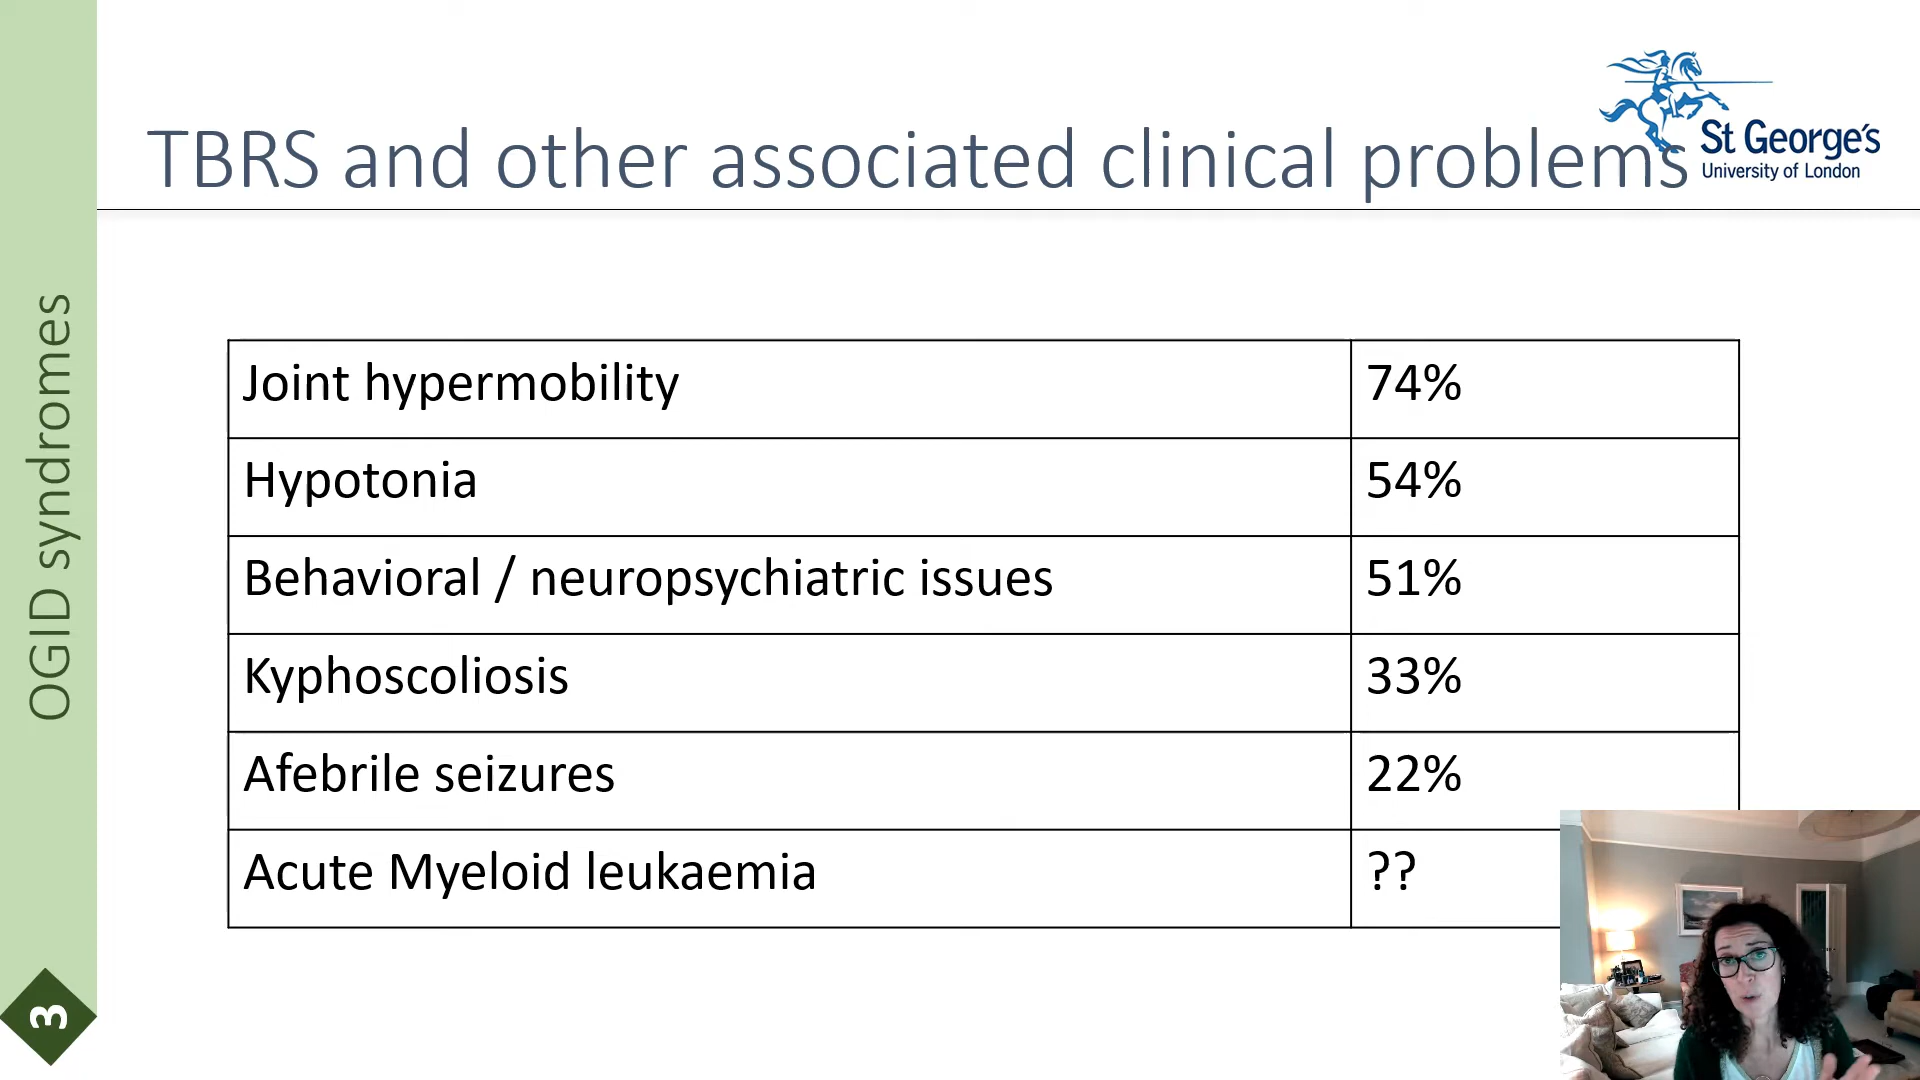 TBRS and other associated clinical problems
St George's
University of London
OGID syndromes
Joint hypermobility 74%
Hypotonia 54%
Behavioral / neuropsychiatric issues 51%
Kyphoscoliosis 33%
Afebrile seizures 22%
Acute Myeloid leukaemia ??
3